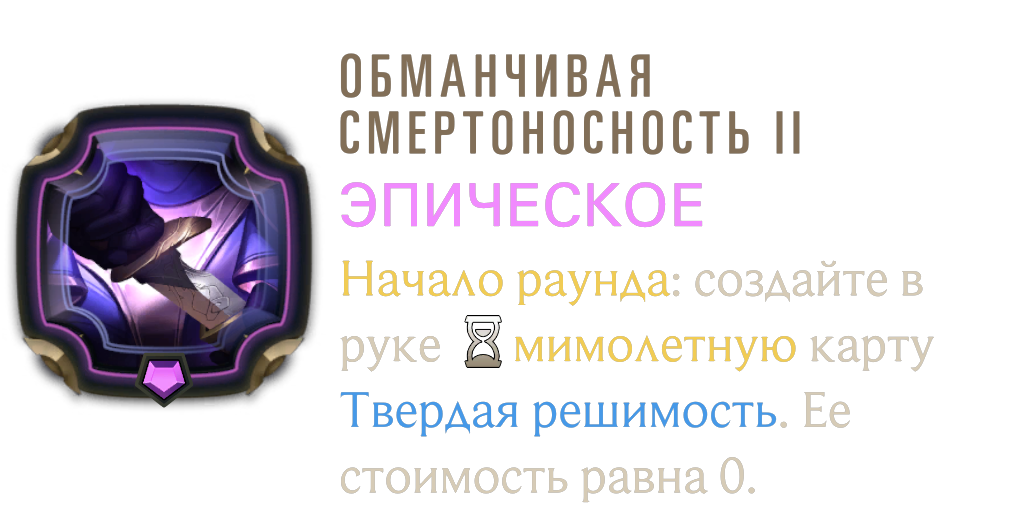 ОБМАНЧИВАЯ
СМЕРТОНОСНОСТЬ II
ЭПИЧЕСКОЕ
Начало раунда: создайте в
руке мимолетную карту
Твердая решимость. Ее
стоимость равна 0.